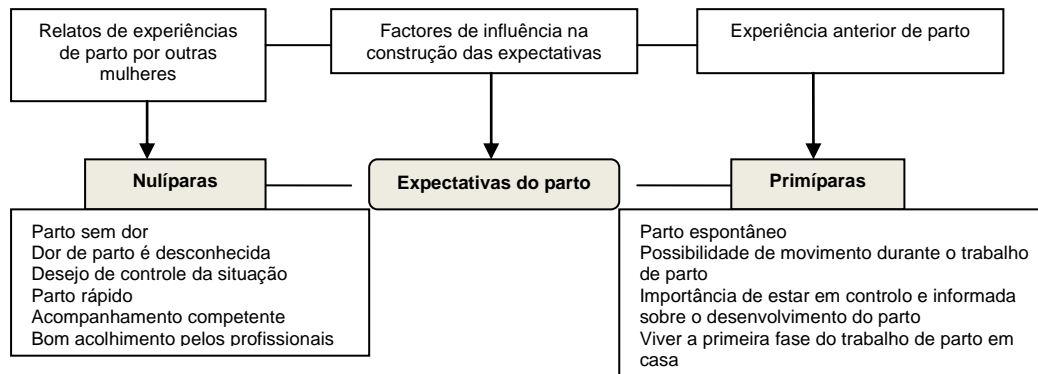 Relatos de experiências
de parto por outras
mulheres
Factores de influência na
construção das expectativas
Experiência anterior de parto
Nulíparas
Expectativas do parto
Primíparas
Parto sem dor
Dor de parto é desconhecida
Desejo de controle da situação
Parto rápido
Acompanhamento competente
Bom acolhimento pelos profissionais
Parto espontâneo
Possibilidade de movimento durante o trabalho
de parto
Importância de estar em controlo e informada
sobre o desenvolvimento do parto
Viver a primeira fase do trabalho de parto em
casa